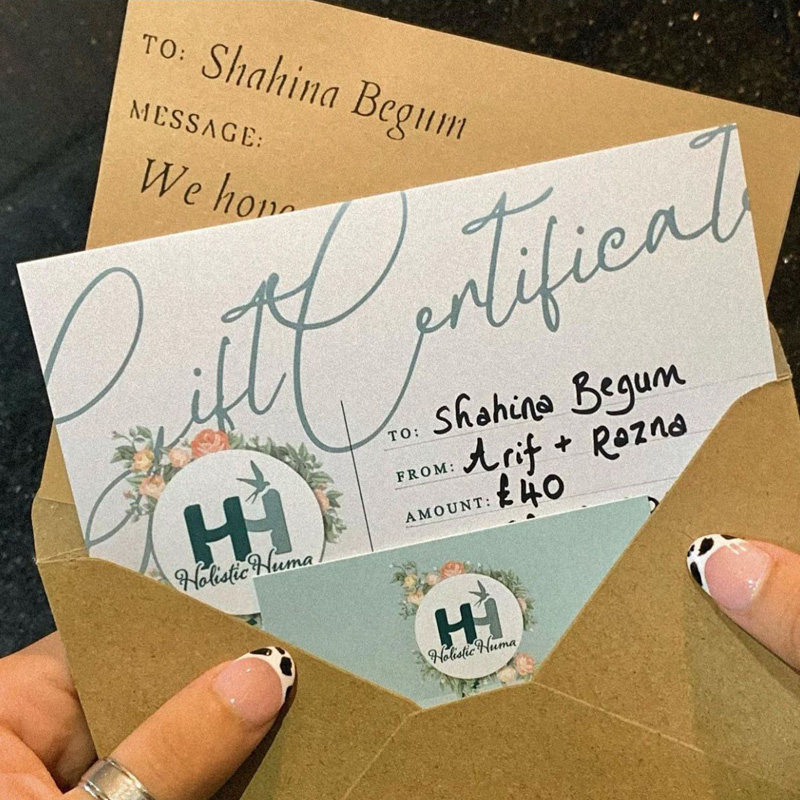 TO: Shahina Begum
MESSAGE:
We hope
Gift Certificate
TO: Shahina Begum
FROM: Arif + Razna
AMOUNT: £40
HH
Holistic Huma
HH
Holistic Huma